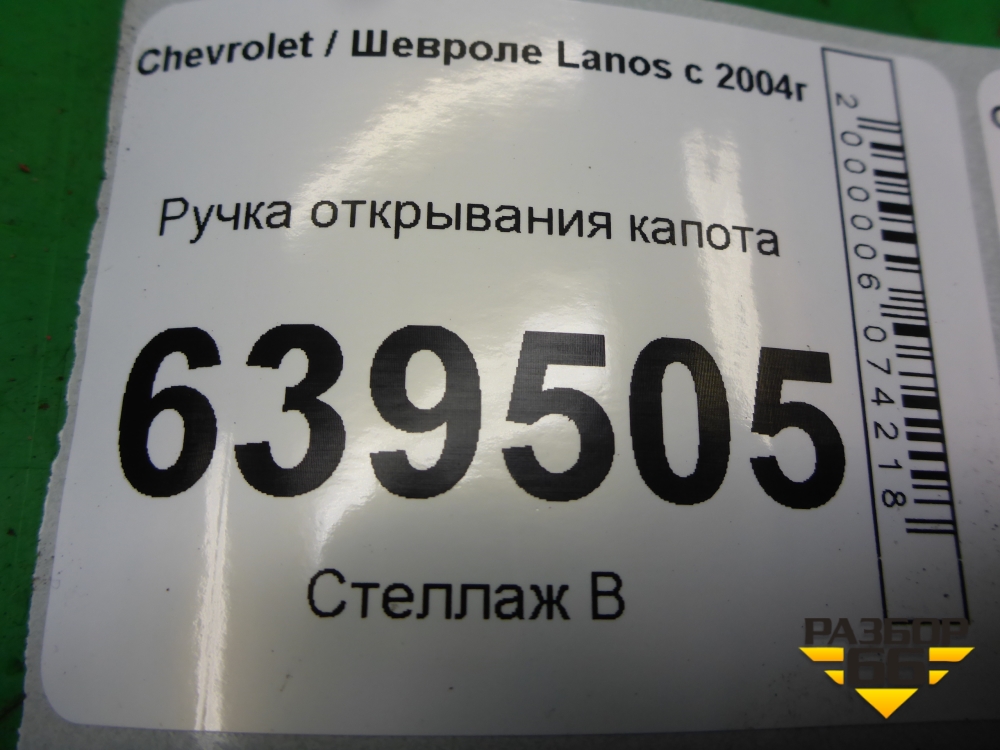 Chevrolet / Шевроле Lanos с 2004г
Ручка открывания капота
639505
Стеллаж В
2000006074218
РАЗБОР
66